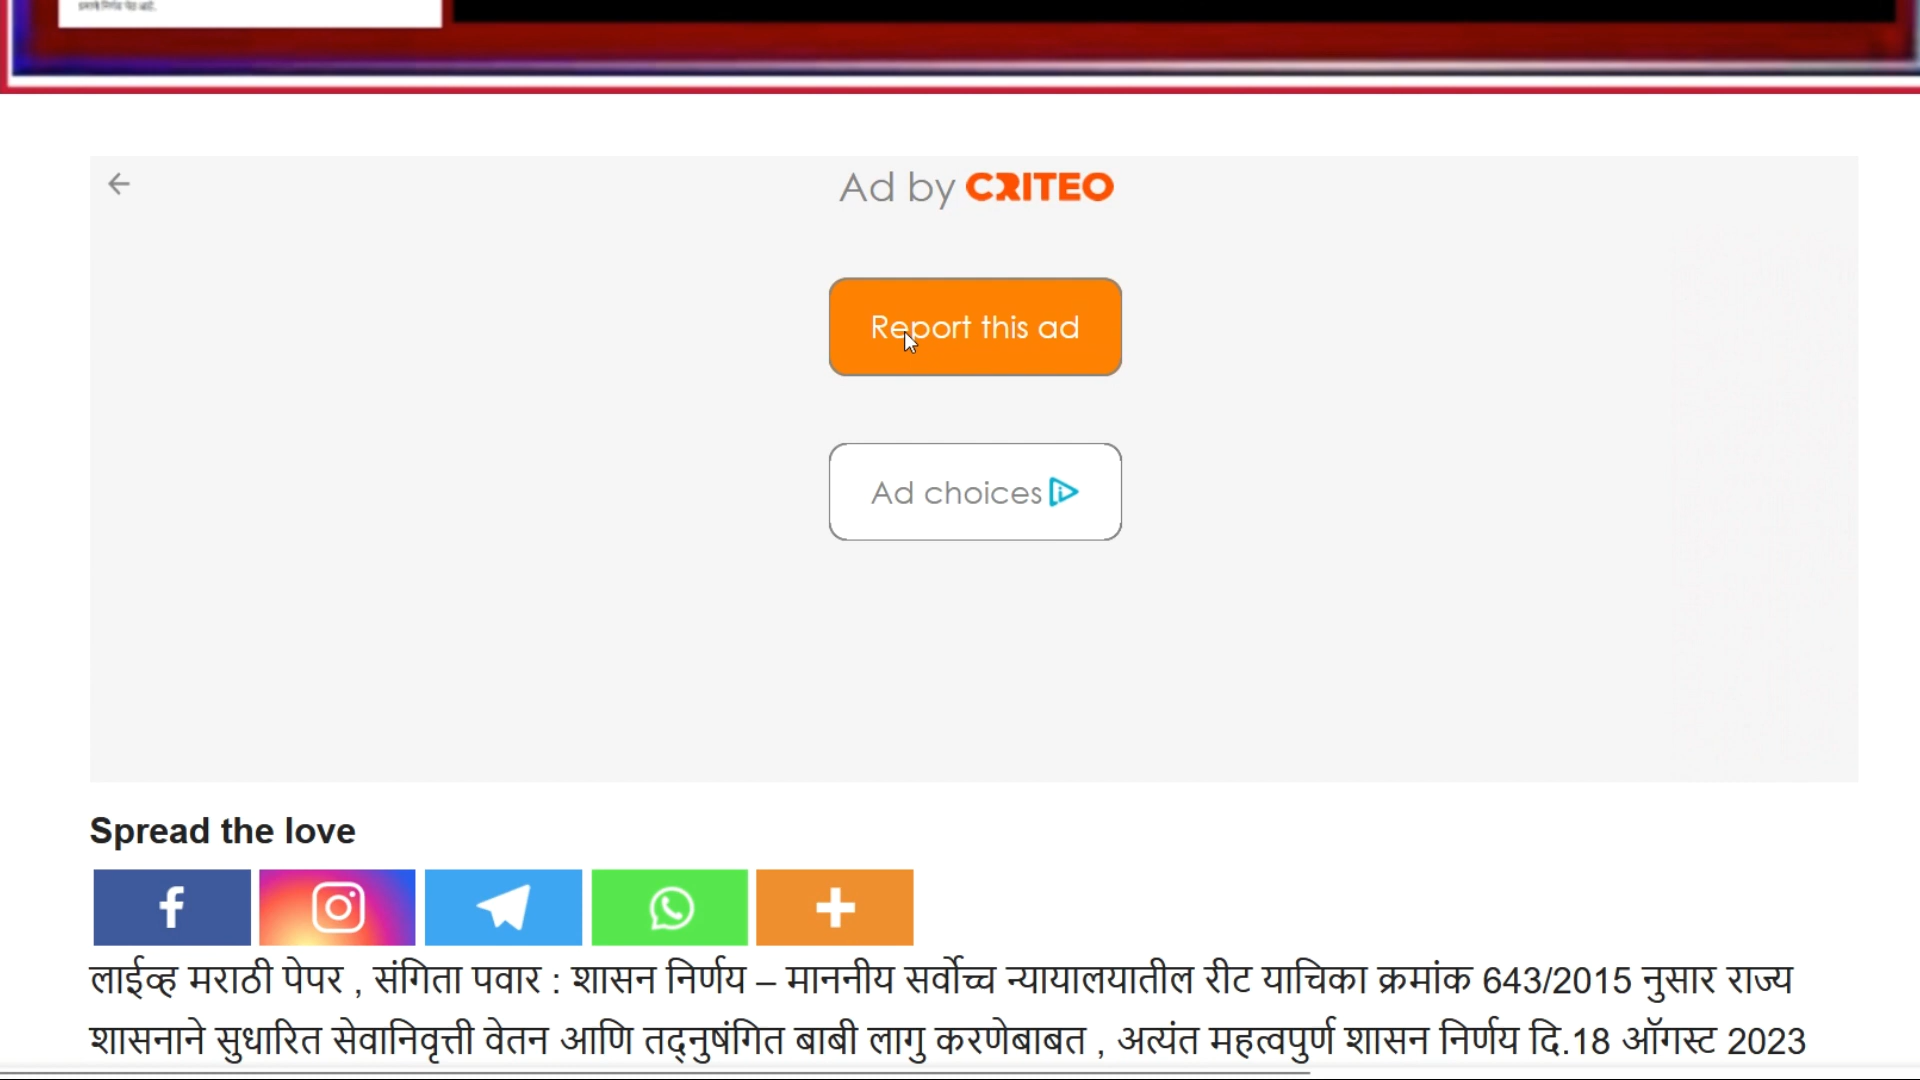 Ad by CRITEO
Report this ad
Ad choices
Spread the love
लाईव्ह मराठी पेपर , संगिता पवार : शासन निर्णय – माननीय सर्वोच्च न्यायालयातील रीट याचिका क्रमांक 643/2015 नुसार राज्य
शासनाने सुधारित सेवानिवृत्ती वेतन आणि तद्नुषंगित बाबी लागु करणेबाबत , अत्यंत महत्वपुर्ण शासन निर्णय दि.18 ऑगस्ट 2023